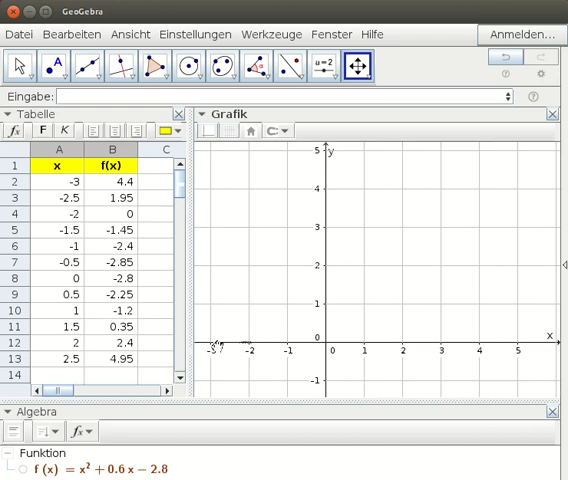 GeoGebra
Datei Bearbeiten Ansicht Einstellungen Werkzeuge Fenster Hilfe Anmelden...
a = 2
Eingabe:
Tabelle
Grafik
fx F K
A B C
1 x f(x)
2 -3 4.4
3 -2.5 1.95
4 -2 0
5 -1.5 -1.45
6 -1 -2.4
7 -0.5 -2.85
8 0 -2.8
9 0.5 -2.25
10 1 -1.2
11 1.5 0.35
12 2 2.4
13 2.5 4.95
14
y
5
4
3
2
1
0
x
-2 -1 0 1 2 3 4 5
-1
Algebra
fx
Funktion
f (x) = x² + 0.6 x − 2.8